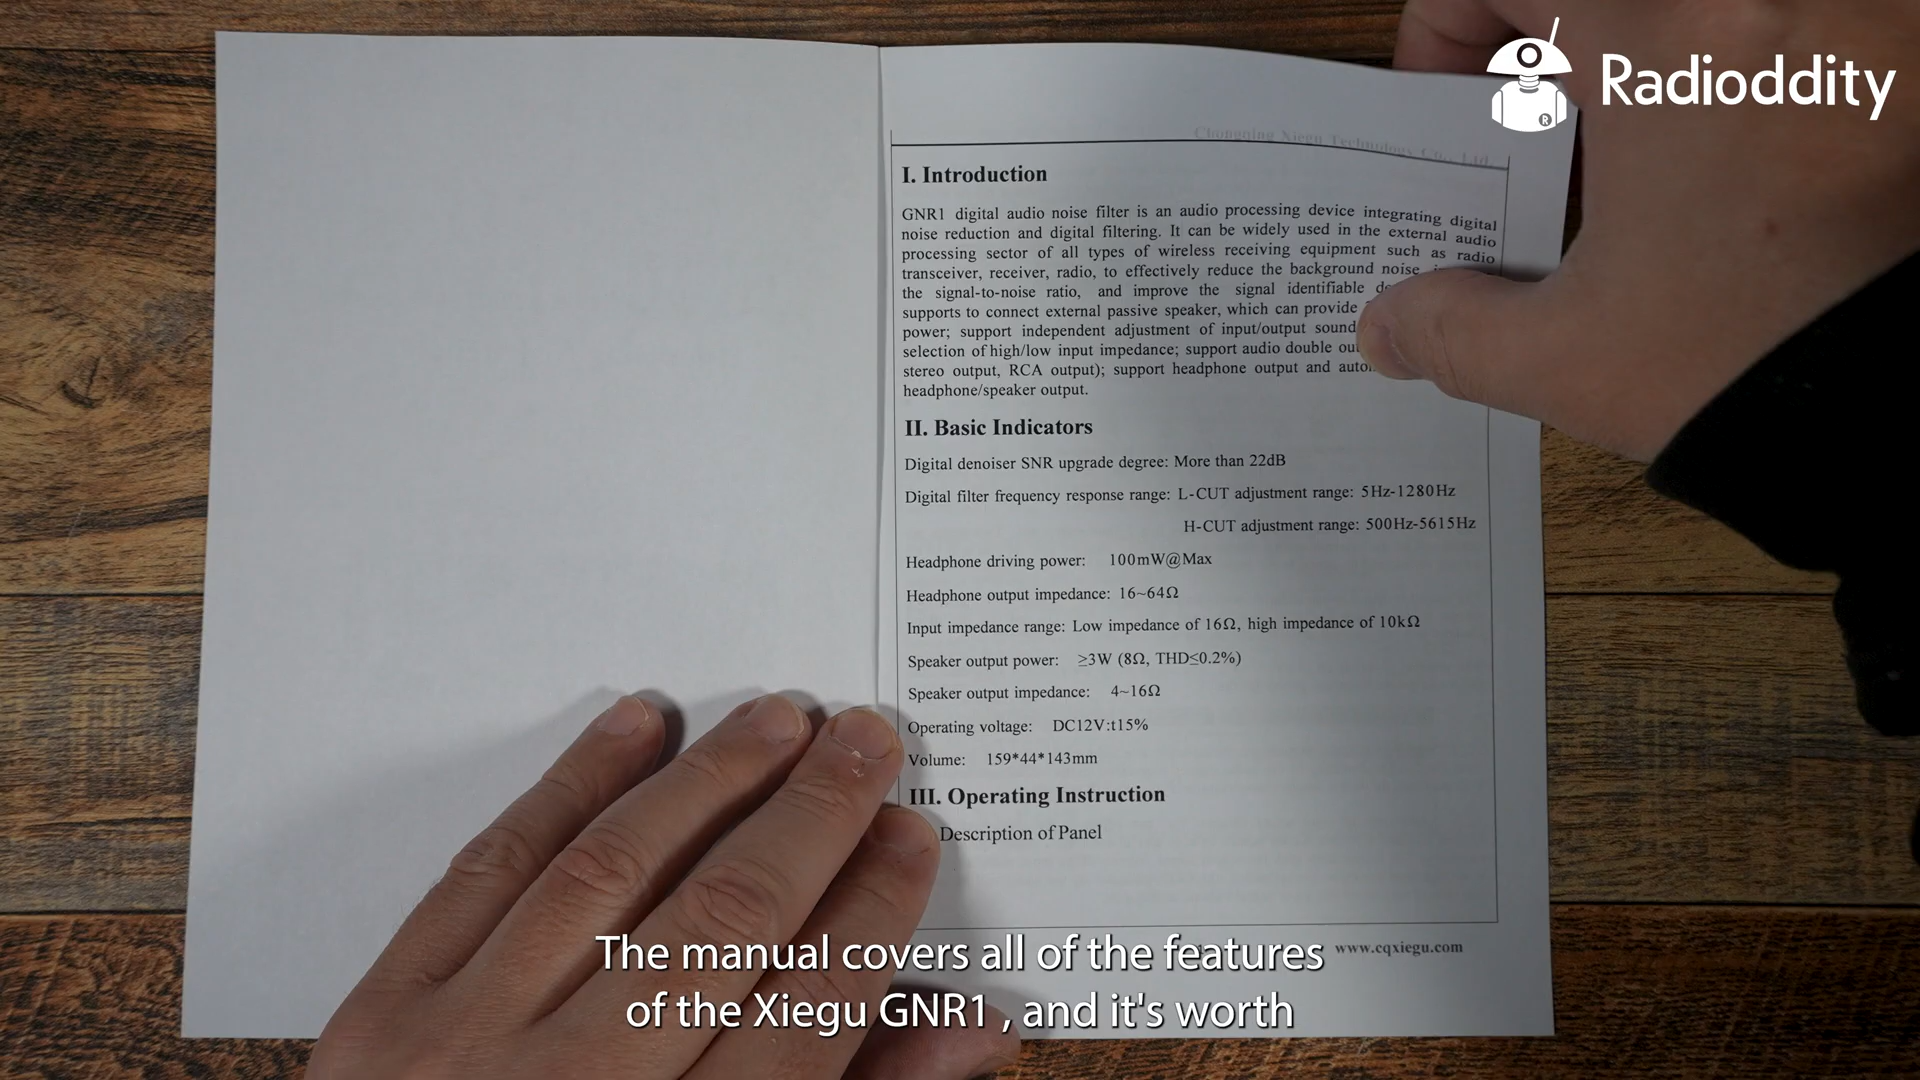 Radioddity
Chongqing Xiegu Technology Co., Ltd.
I. Introduction
GNR1 digital audio noise filter is an audio processing device integrating digital
noise reduction and digital filtering. It can be widely used in the external audio
processing sector of all types of wireless receiving equipment such as radio
transceiver, receiver, radio, to effectively reduce the background noise,
the signal-to-noise ratio, and improve the signal identifiable
supports to connect external passive speaker, which can provide
power; support independent adjustment of input/output sound
selection of high/low input impedance; support audio double
stereo output, RCA output); support headphone output and
headphone/speaker output.
II. Basic Indicators
Digital denoiser SNR upgrade degree: More than 22dB
Digital filter frequency response range: L-CUT adjustment range: 5Hz-1280Hz
H-CUT adjustment range: 500Hz-5615Hz
Headphone driving power: 100mW@Max
Headphone output impedance: 16~64Ω
Input impedance range: Low impedance of 16Ω, high impedance of 10kΩ
Speaker output power: ≥3W (8Ω, THD≤0.2%)
Speaker output impedance: 4~16Ω
Operating voltage: DC12V:t15%
Volume: 159*44*143mm
III. Operating Instruction
Description of Panel
www.cqxiegu.com
The manual covers all of the features
of the Xiegu GNR1 , and it's worth